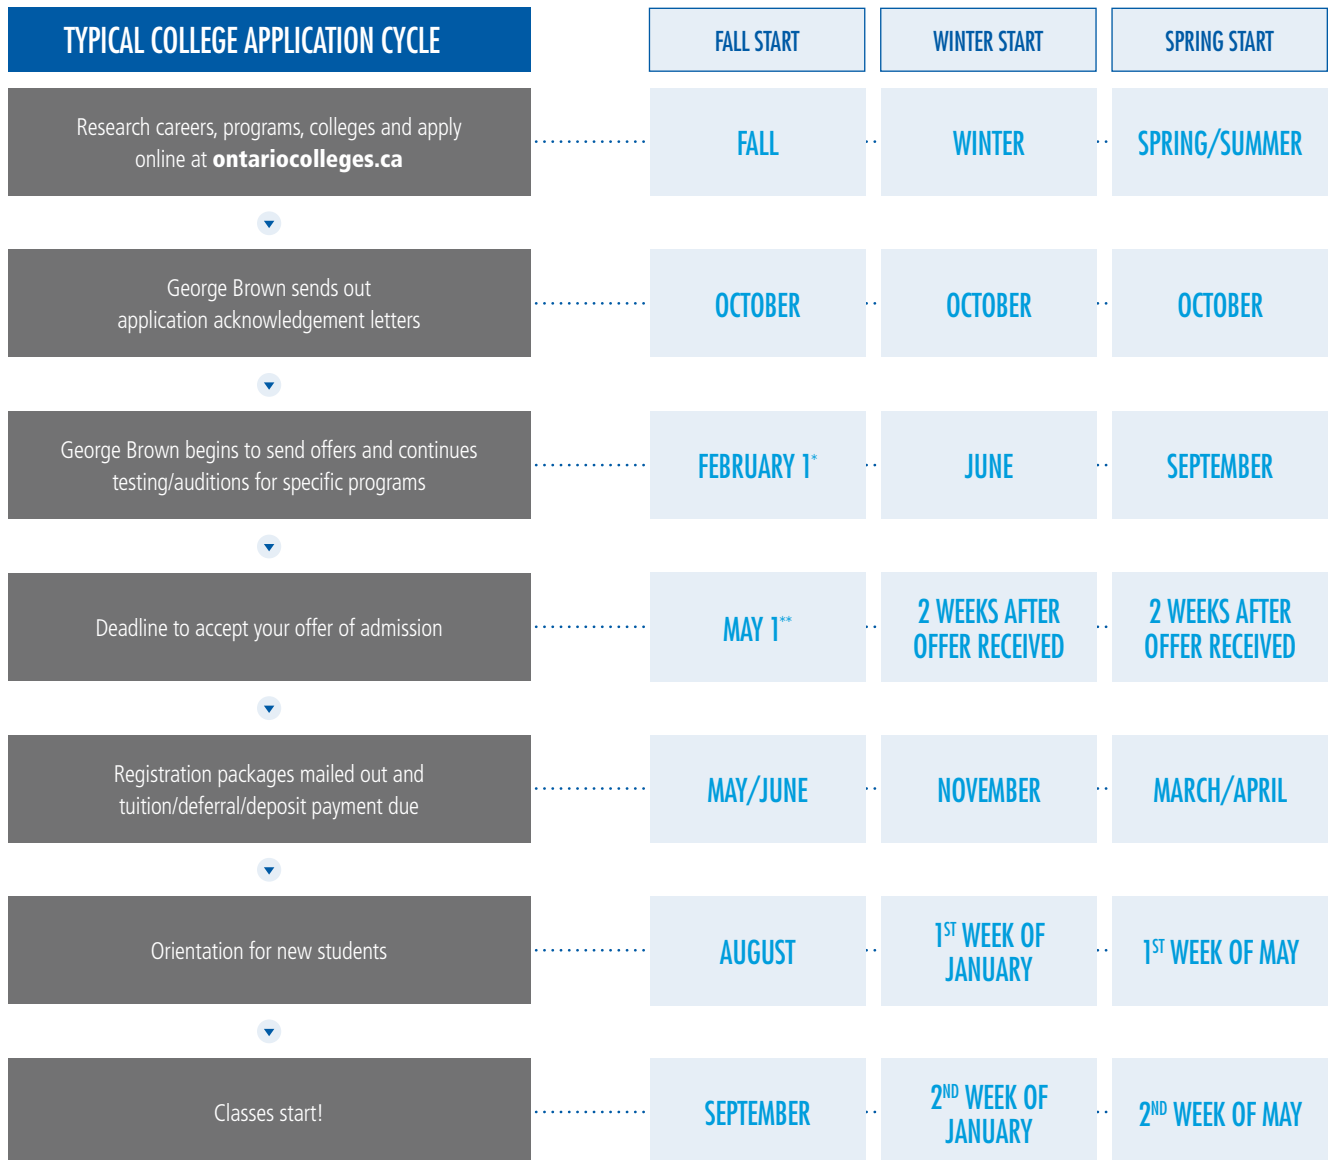 TYPICAL COLLEGE APPLICATION CYCLE
FALL START
WINTER START
SPRING START
Research careers, programs, colleges and apply
online at ontariocolleges.ca
FALL
WINTER
SPRING/SUMMER
George Brown sends out
application acknowledgement letters
OCTOBER
OCTOBER
OCTOBER
George Brown begins to send offers and continues
testing/auditions for specific programs
FEBRUARY 1*
JUNE
SEPTEMBER
Deadline to accept your offer of admission
MAY 1**
2 WEEKS AFTER
OFFER RECEIVED
2 WEEKS AFTER
OFFER RECEIVED
Registration packages mailed out and
tuition/deferral/deposit payment due
MAY/JUNE
NOVEMBER
MARCH/APRIL
Orientation for new students
AUGUST
1ST WEEK OF
JANUARY
1ST WEEK OF MAY
Classes start!
SEPTEMBER
2ND WEEK OF
JANUARY
2ND WEEK OF MAY